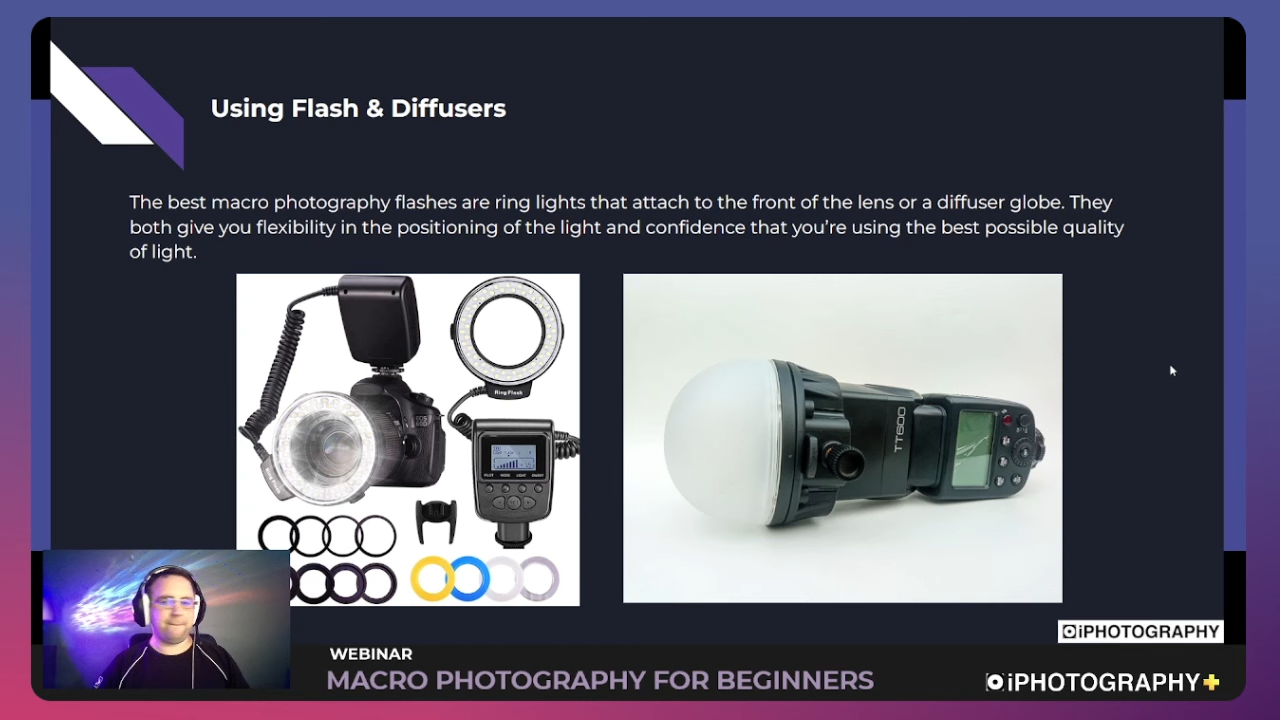 Using Flash & Diffusers
The best macro photography flashes are ring lights that attach to the front of the lens or a diffuser globe. They
both give you flexibility in the positioning of the light and confidence that you’re using the best possible quality
of light.
Ring Flash
TT600
iPHOTOGRAPHY
WEBINAR
MACRO PHOTOGRAPHY FOR BEGINNERS
iPHOTOGRAPHY+